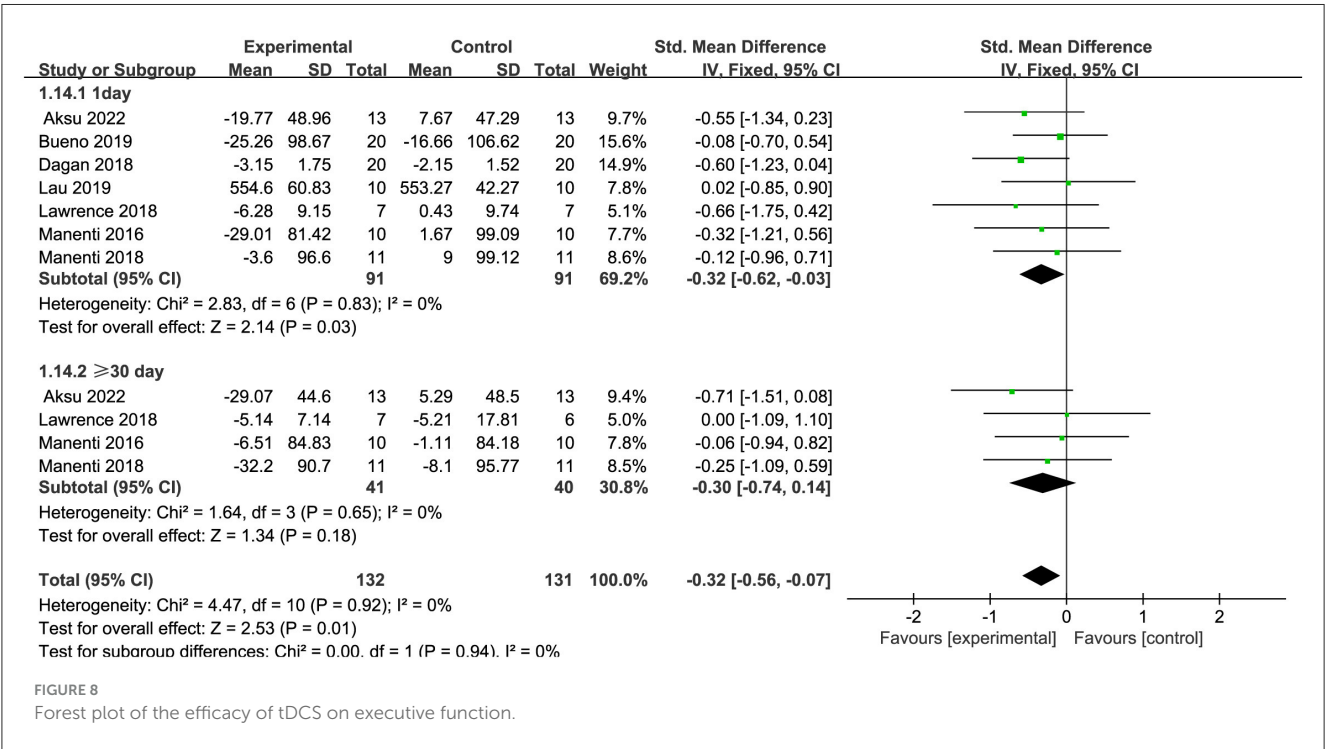 Experimental Control Std. Mean Difference Std. Mean Difference
Study or Subgroup Mean SD Total Mean SD Total Weight IV, Fixed, 95% CI IV, Fixed, 95% CI
1.14.1 1day
Aksu 2022 -19.77 48.96 13 7.67 47.29 13 9.7% -0.55 [-1.34, 0.23]
Bueno 2019 -25.26 98.67 20 -16.66 106.62 20 15.6% -0.08 [-0.70, 0.54]
Dagan 2018 -3.15 1.75 20 -2.15 1.52 20 14.9% -0.60 [-1.23, 0.04]
Lau 2019 554.6 60.83 10 553.27 42.27 10 7.8% 0.02 [-0.85, 0.90]
Lawrence 2018 -6.28 9.15 7 0.43 9.74 7 5.1% -0.66 [-1.75, 0.42]
Manenti 2016 -29.01 81.42 10 1.67 99.09 10 7.7% -0.32 [-1.21, 0.56]
Manenti 2018 -3.6 96.6 11 9 99.12 11 8.6% -0.12 [-0.96, 0.71]
Subtotal (95% CI) 91 91 69.2% -0.32 [-0.62, -0.03]
Heterogeneity: Chi² = 2.83, df = 6 (P = 0.83); I² = 0%
Test for overall effect: Z = 2.14 (P = 0.03)
1.14.2 ⩾30 day
Aksu 2022 -29.07 44.6 13 5.29 48.5 13 9.4% -0.71 [-1.51, 0.08]
Lawrence 2018 -5.14 7.14 7 -5.21 17.81 6 5.0% 0.00 [-1.09, 1.10]
Manenti 2016 -6.51 84.83 10 -1.11 84.18 10 7.8% -0.06 [-0.94, 0.82]
Manenti 2018 -32.2 90.7 11 -8.1 95.77 11 8.5% -0.25 [-1.09, 0.59]
Subtotal (95% CI) 41 40 30.8% -0.30 [-0.74, 0.14]
Heterogeneity: Chi² = 1.64, df = 3 (P = 0.65); I² = 0%
Test for overall effect: Z = 1.34 (P = 0.18)
Total (95% CI) 132 131 100.0% -0.32 [-0.56, -0.07]
Heterogeneity: Chi² = 4.47, df = 10 (P = 0.92); I² = 0%
-2 -1 0 1 2
Test for overall effect: Z = 2.53 (P = 0.01)
Favours [experimental] Favours [control]
Test for subgroup differences: Chi² = 0.00, df = 1 (P = 0.94), I² = 0%
FIGURE 8
Forest plot of the efficacy of tDCS on executive function.